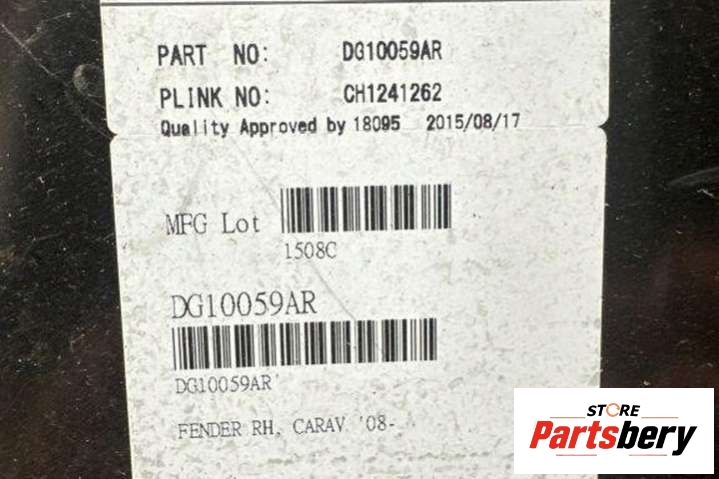 PART NO: DG10059AR
PLINK NO: CH1241262
Quality Approved by 18095 2015/08/17
MFG Lot
1508C
DG10059AR
DG10059AR
FENDER RH, CARAV '08-
STORE
Partsbery